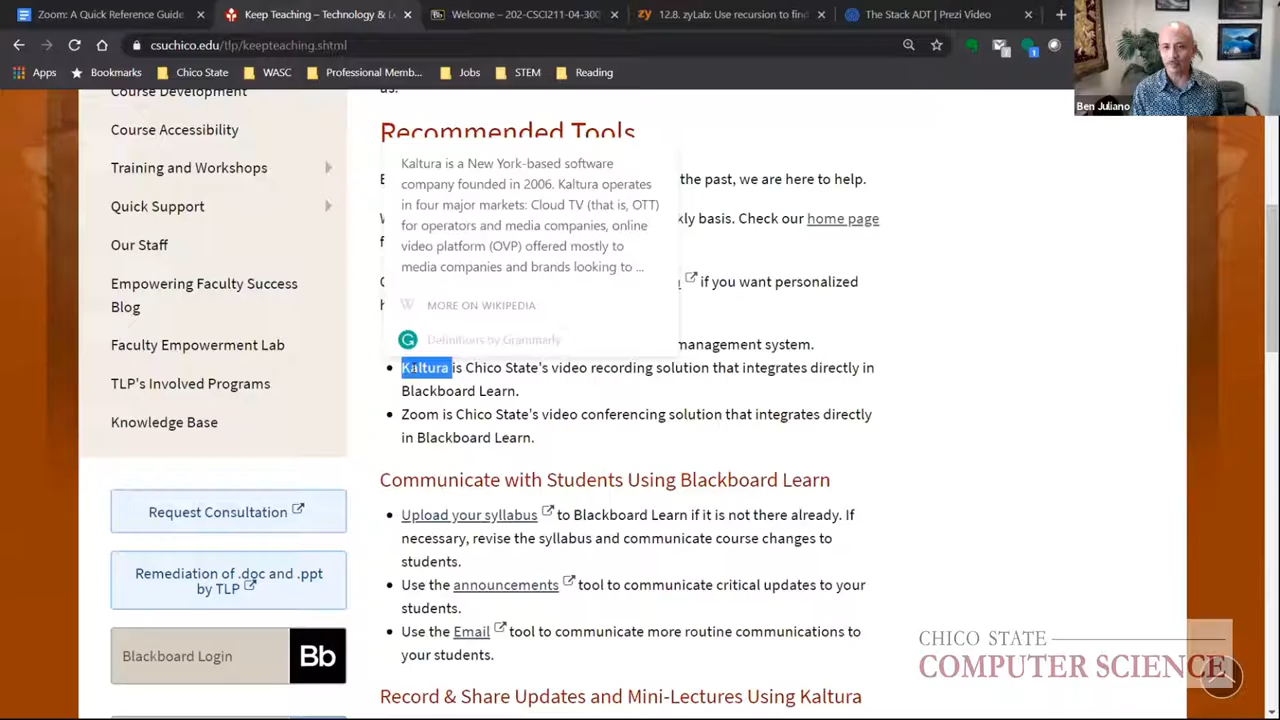 Zoom: A Quick Reference Guide
Keep Teaching – Technology & (
Welcome – 202-CSCI211-04-300
zy 12.8. zyLab: Use recursion to find
The Stack ADT | Prezi Video
csuchico.edu/tlp/keepteaching.shtml
Apps
Bookmarks
Chico State
WASC
Professional Memb...
Jobs
STEM
Reading
Ben Juliano
Course Development
Course Accessibility
Training and Workshops
Quick Support
Our Staff
Empowering Faculty Success
Blog
Faculty Empowerment Lab
TLP's Involved Programs
Knowledge Base
Request Consultation
Remediation of .doc and .ppt
by TLP
Blackboard Login
Bb
us.
Recommended Tools
the past, we are here to help.
kly basis. Check our home page
if you want personalized
management system.
Kaltura is a New York-based software
company founded in 2006. Kaltura operates
in four major markets: Cloud TV (that is, OTT)
for operators and media companies, online
video platform (OVP) offered mostly to
media companies and brands looking to ...
W MORE ON WIKIPEDIA
G Definitions by Grammarly
Kaltura is Chico State's video recording solution that integrates directly in
Blackboard Learn.
Zoom is Chico State's video conferencing solution that integrates directly
in Blackboard Learn.
Communicate with Students Using Blackboard Learn
Upload your syllabus to Blackboard Learn if it is not there already. If
necessary, revise the syllabus and communicate course changes to
students.
Use the announcements tool to communicate critical updates to your
students.
Use the Email tool to communicate more routine communications to
your students.
Record & Share Updates and Mini-Lectures Using Kaltura
CHICO STATE
COMPUTER SCIENCE